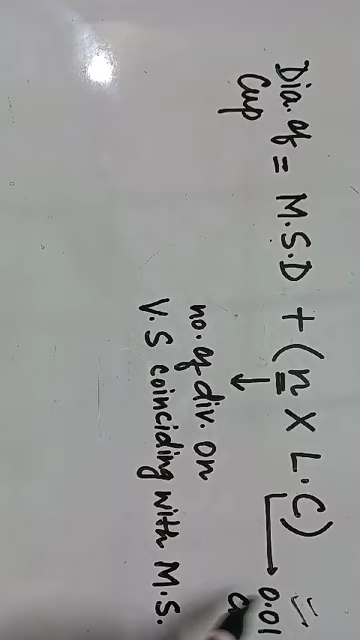 Dia. of = M.S.D + (n X L.C)
Cup
0.01
no. of div. on
V.S coinciding with M.S.